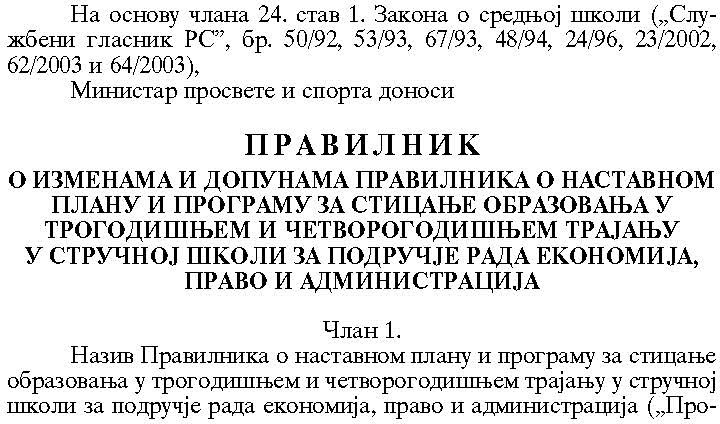 На основу члана 24. став 1. Закона о средњој школи („Слу-
жбени гласник РС”, бр. 50/92, 53/93, 67/93, 48/94, 24/96, 23/2002,
62/2003 и 64/2003),
Министар просвете и спорта доноси
ПРАВИЛНИК
О ИЗМЕНАМА И ДОПУНАМА ПРАВИЛНИКА О НАСТАВНОМ
ПЛАНУ И ПРОГРАМУ ЗА СТИЦАЊЕ ОБРАЗОВАЊА У
ТРОГОДИШЊЕМ И ЧЕТВОРОГОДИШЊЕМ ТРАЈАЊУ
У СТРУЧНОЈ ШКОЛИ ЗА ПОДРУЧЈЕ РАДА ЕКОНОМИЈА,
ПРАВО И АДМИНИСТРАЦИЈА
Члан 1.
Назив Правилника о наставном плану и програму за стицање
образовања у трогодишњем и четворогодишњем трајању у стручној
школи за подручје рада економија, право и администрација („Про-